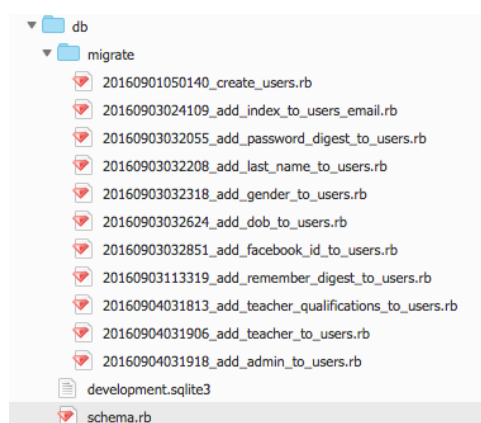 db
migrate
20160901050140_create_users.rb
20160903024109_add_index_to_users_email.rb
20160903032055_add_password_digest_to_users.rb
20160903032208_add_last_name_to_users.rb
20160903032318_add_gender_to_users.rb
20160903032624_add_dob_to_users.rb
20160903032851_add_facebook_id_to_users.rb
20160903113319_add_remember_digest_to_users.rb
20160904031813_add_teacher_qualifications_to_users.rb
20160904031906_add_teacher_to_users.rb
20160904031918_add_admin_to_users.rb
development.sqlite3
schema.rb